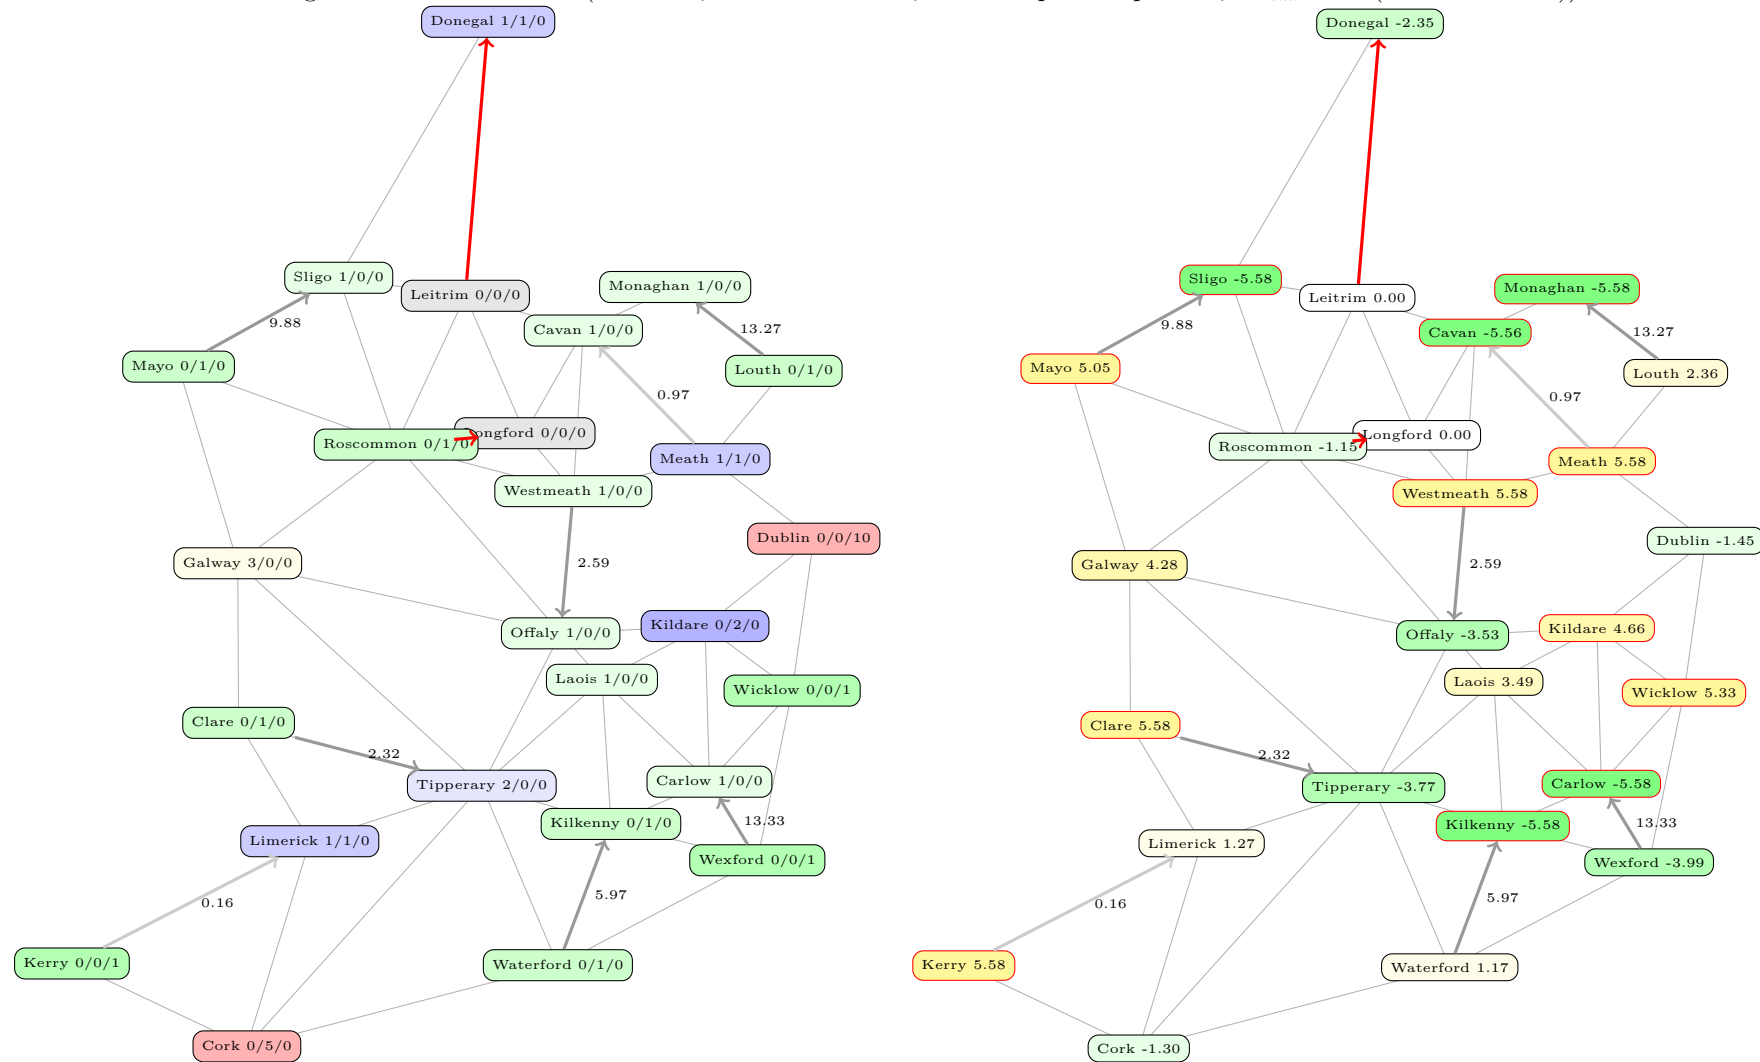 Donegal 1/1/0
Sligo 1/0/0
Leitrim 0/0/0
Monaghan 1/0/0
9.88
Cavan 1/0/0
13.27
Mayo 0/1/0
Louth 0/1/0
0.97
Roscommon 0/1/0
ongford 0/0/0
Meath 1/1/0
Westmeath 1/0/0
Dublin 0/0/10
Galway 3/0/0
2.59
Offaly 1/0/0
Kildare 0/2/0
Laois 1/0/0
Wicklow 0/0/1
Clare 0/1/0
2.32
Tipperary 2/0/0
Carlow 1/0/0
Kilkenny 0/1/0
13.33
Limerick 1/1/0
Wexford 0/0/1
5.97
0.16
Kerry 0/0/1
Waterford 0/1/0
Cork 0/5/0
Donegal -2.35
Sligo -5.58
Leitrim 0.00
Monaghan -5.58
9.88
Cavan -5.56
13.27
Mayo 5.05
Louth 2.36
0.97
Roscommon -1.15
Longford 0.00
Meath 5.58
Westmeath 5.58
Dublin -1.45
Galway 4.28
2.59
Offaly -3.53
Kildare 4.66
Laois 3.49
Wicklow 5.33
Clare 5.58
2.32
Tipperary -3.77
Carlow -5.58
Kilkenny -5.58
13.33
Limerick 1.27
Wexford -3.99
5.97
0.16
Kerry 5.58
Waterford 1.17
Cork -1.30